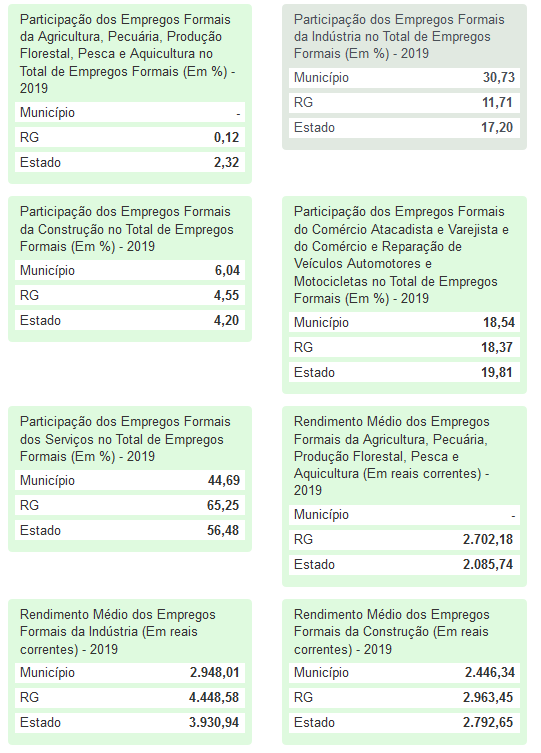 Participação dos Empregos Formais
da Agricultura, Pecuária, Produção
Florestal, Pesca e Aquicultura no
Total de Empregos Formais (Em %) -
2019
Município -
RG 0,12
Estado 2,32
Participação dos Empregos Formais
da Indústria no Total de Empregos
Formais (Em %) - 2019
Município 30,73
RG 11,71
Estado 17,20
Participação dos Empregos Formais
da Construção no Total de Empregos
Formais (Em %) - 2019
Município 6,04
RG 4,55
Estado 4,20
Participação dos Empregos Formais
do Comércio Atacadista e Varejista e
do Comércio e Reparação de
Veículos Automotores e
Motocicletas no Total de Empregos
Formais (Em %) - 2019
Município 18,54
RG 18,37
Estado 19,81
Participação dos Empregos Formais
dos Serviços no Total de Empregos
Formais (Em %) - 2019
Município 44,69
RG 65,25
Estado 56,48
Rendimento Médio dos Empregos
Formais da Agricultura, Pecuária,
Produção Florestal, Pesca e
Aquicultura (Em reais correntes) -
2019
Município -
RG 2.702,18
Estado 2.085,74
Rendimento Médio dos Empregos
Formais da Indústria (Em reais
correntes) - 2019
Município 2.948,01
RG 4.448,58
Estado 3.930,94
Rendimento Médio dos Empregos
Formais da Construção (Em reais
correntes) - 2019
Município 2.446,34
RG 2.963,45
Estado 2.792,65